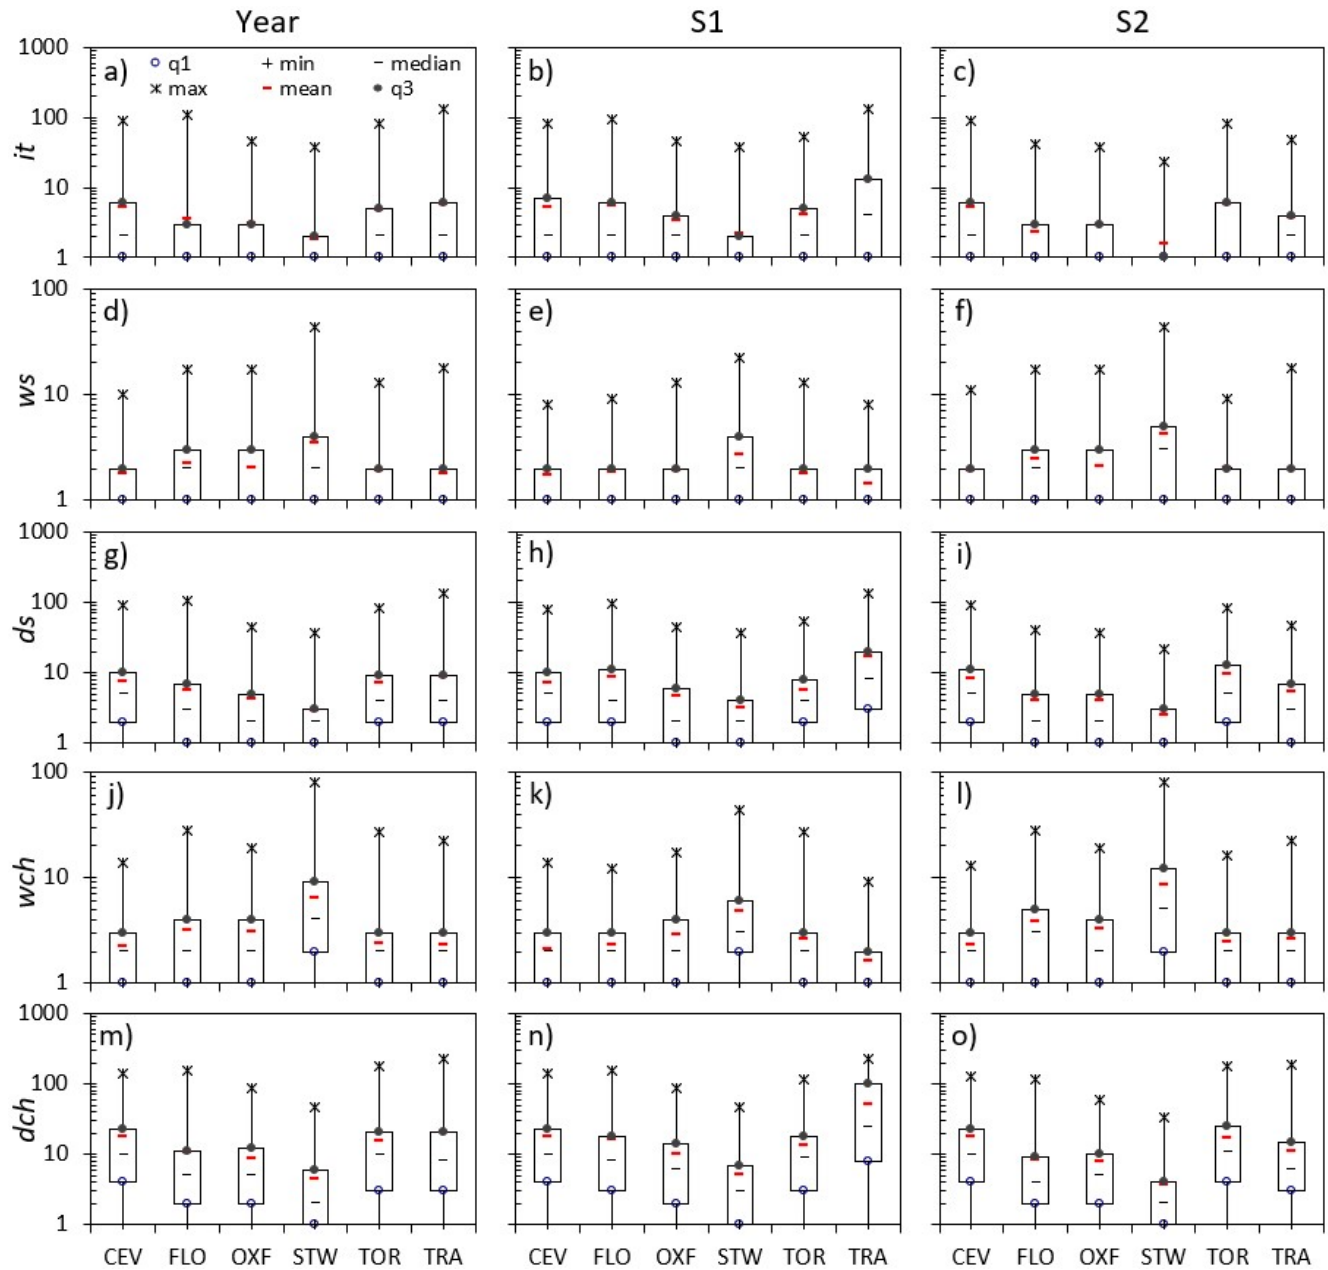 Year S1 S2
1000
a) q1 min median b) c)
max mean q3
it
100
10
1
100
d) e) f)
ws
10
1
1000
g) h) i)
ds
100
10
1
100
j) k) l)
wch
10
1
1000
m) n) o)
dch
100
10
1
CEV FLO OXF STW TOR TRA CEV FLO OXF STW TOR TRA CEV FLO OXF STW TOR TRA